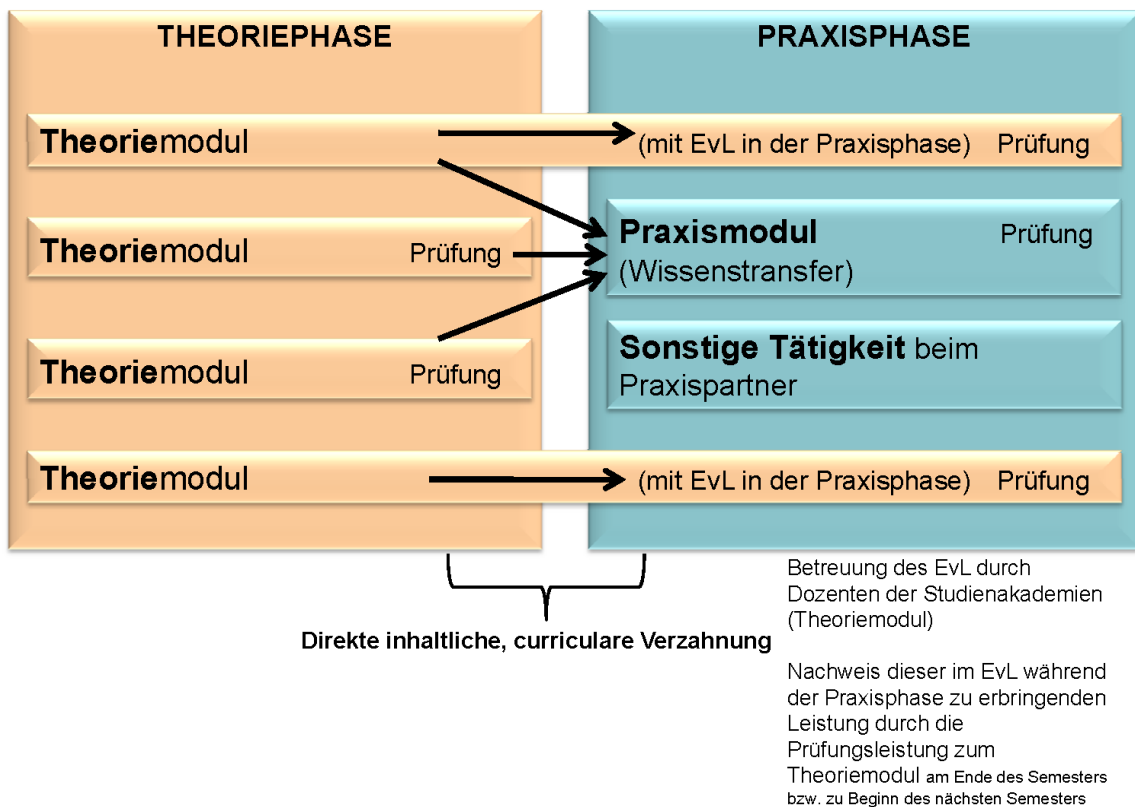 THEORIEPHASE
PRAXISPHASE
Theoriemodul
(mit EvL in der Praxisphase) Prüfung
Theoriemodul Prüfung
Praxismodul Prüfung
(Wissenstransfer)
Theoriemodul Prüfung
Sonstige Tätigkeit beim
Praxispartner
Theoriemodul
(mit EvL in der Praxisphase) Prüfung
Direkte inhaltliche, curriculare Verzahnung
Betreuung des EvL durch
Dozenten der Studienakademien
(Theoriemodul)
Nachweis dieser im EvL während
der Praxisphase zu erbringenden
Leistung durch die
Prüfungsleistung zum
Theoriemodul am Ende des Semesters
bzw. zu Beginn des nächsten Semesters